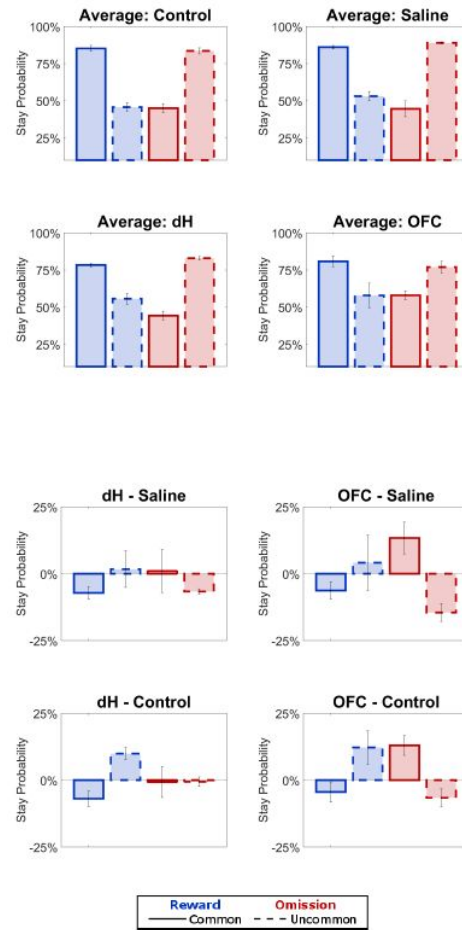 Average: Control
Average: Saline
Stay Probability
100%
75%
50%
25%
Stay Probability
100%
75%
50%
25%
Average: dH
Average: OFC
Stay Probability
100%
75%
50%
25%
Stay Probability
100%
75%
50%
25%
dH - Saline
OFC - Saline
Stay Probability
25%
0%
-25%
Stay Probability
25%
0%
-25%
dH - Control
OFC - Control
Stay Probability
25%
0%
-25%
Stay Probability
25%
0%
-25%
Reward Omission
Common Uncommon